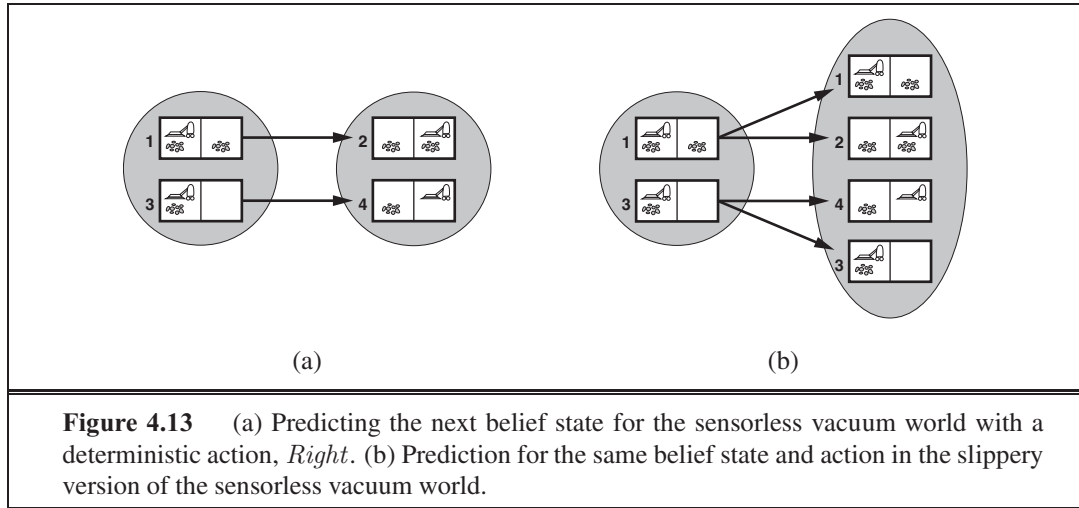 1
2
3
4
1
3
1
2
4
3
(a)
(b)
Figure 4.13 (a) Predicting the next belief state for the sensorless vacuum world with a
deterministic action, Right. (b) Prediction for the same belief state and action in the slippery
version of the sensorless vacuum world.